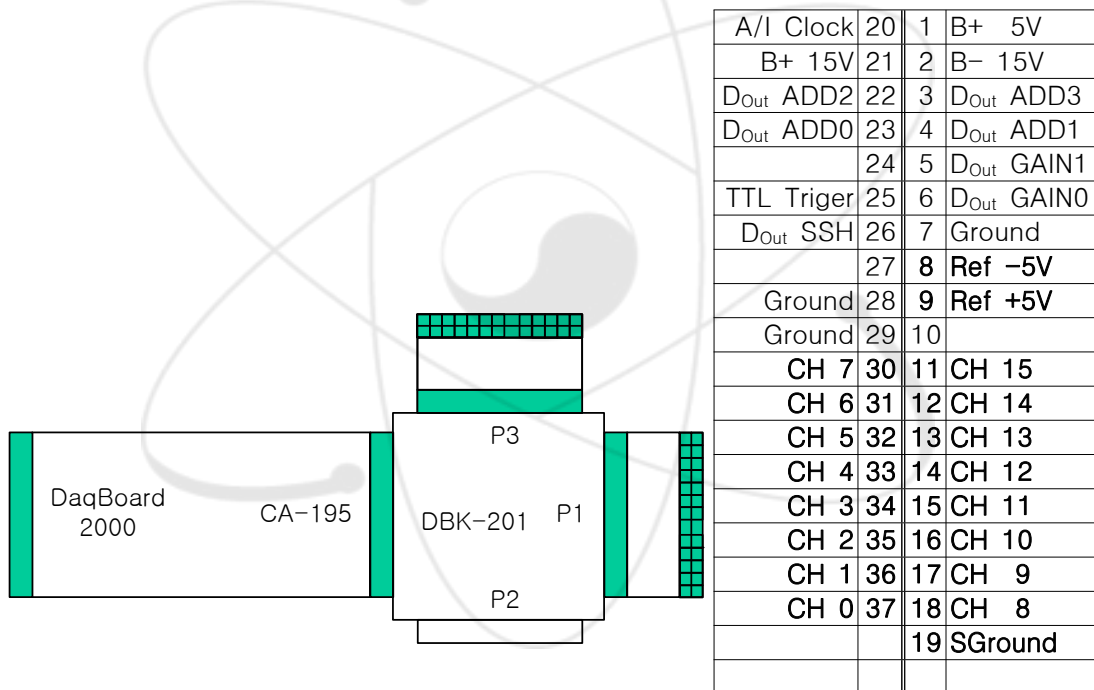 A/I Clock 20 1 B+ 5V
B+ 15V 21 2 B- 15V
DOut ADD2 22 3 DOut ADD3
DOut ADD0 23 4 DOut ADD1
24 5 DOut GAIN1
TTL Triger 25 6 DOut GAIN0
DOut SSH 26 7 Ground
27 8 Ref -5V
Ground 28 9 Ref +5V
Ground 29 10
CH 7 30 11 CH 15
CH 6 31 12 CH 14
CH 5 32 13 CH 13
CH 4 33 14 CH 12
CH 3 34 15 CH 11
CH 2 35 16 CH 10
CH 1 36 17 CH 9
CH 0 37 18 CH 8
19 SGround
P3
DaqBoard
2000
CA-195
DBK-201
P1
P2